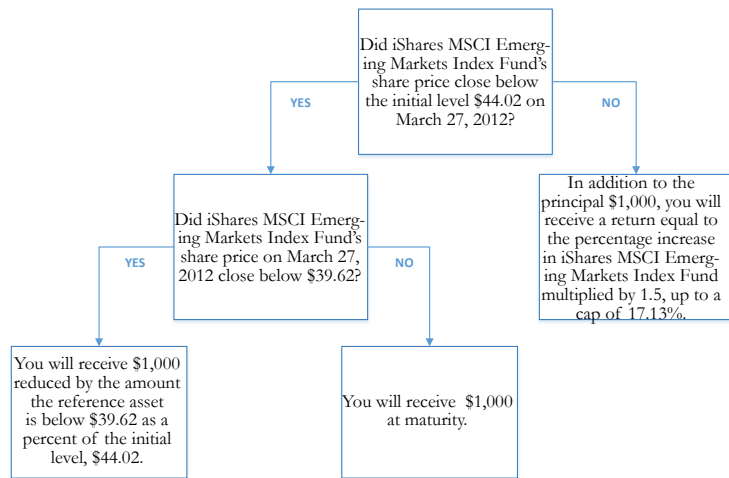 Did iShares MSCI Emerg-
ing Markets Index Fund's
share price close below
the initial level $44.02 on
March 27, 2012?
YES
NO
Did iShares MSCI Emerg-
ing Markets Index Fund's
share price on March 27,
2012 close below $39.62?
In addition to the
principal $1,000, you will
receive a return equal to
the percentage increase
in iShares MSCI Emerg-
ing Markets Index Fund
multiplied by 1.5, up to a
cap of 17.13%.
YES
NO
You will receive $1,000
reduced by the amount
the reference asset
is below $39.62 as a
percent of the initial
level, $44.02.
You will receive $1,000
at maturity.